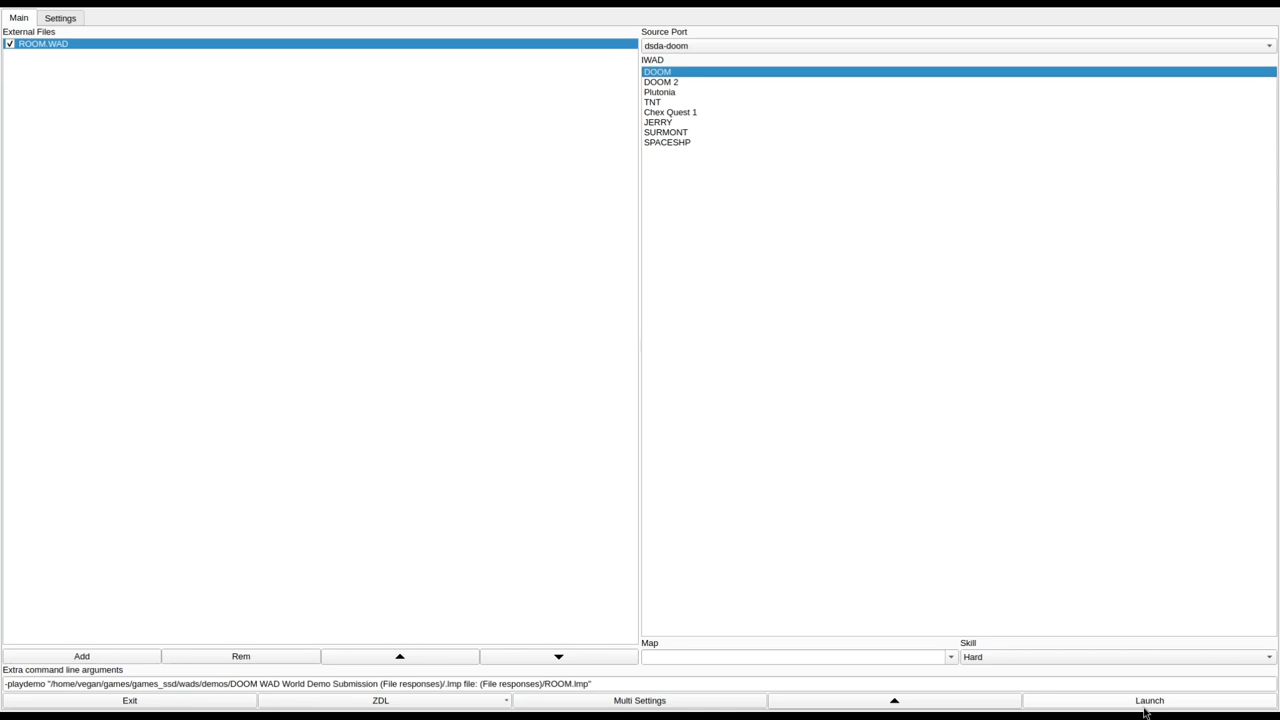 Main Settings
External Files
ROOM.WAD
Source Port
dsda-doom
IWAD
DOOM
DOOM 2
Plutonia
TNT
Chex Quest 1
JERRY
SURMONT
SPACESHP
Map Skill
Hard
Add Rem
Extra command line arguments
-playdemo "/home/vegan/games/games_ssd/wads/demos/DOOM WAD World Demo Submission (File responses)/.lmp file: (File responses)/ROOM.lmp"
Exit ZDL Multi Settings Launch